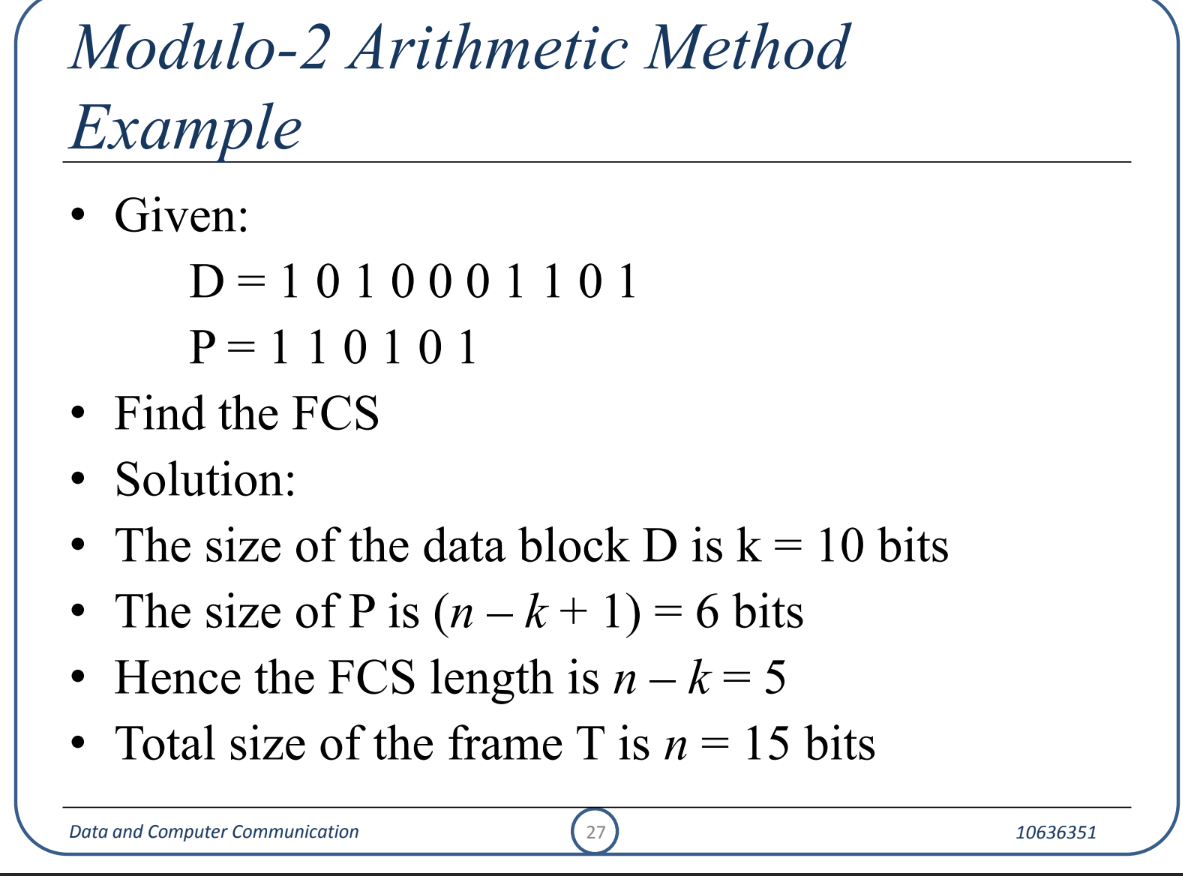 Modulo-2 Arithmetic Method
Example
• Given:
D = 1 0 1 0 0 0 1 1 0 1
P = 1 1 0 1 0 1
• Find the FCS
• Solution:
• The size of the data block D is k = 10 bits
• The size of P is (n – k + 1) = 6 bits
• Hence the FCS length is n – k = 5
• Total size of the frame T is n = 15 bits
Data and Computer Communication
27
10636351